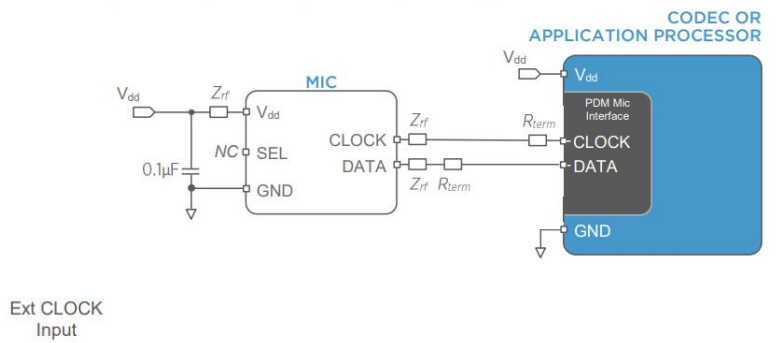 CODEC OR
APPLICATION PROCESSOR
Vdd
Vdd
MIC
Vdd
Zrf
Vdd
PDM Mic
Interface
Zrf
Rterm
CLOCK
CLOCK
NC
SEL
DATA
DATA
0.1µF
Zrf
Rterm
GND
GND
Ext CLOCK
Input